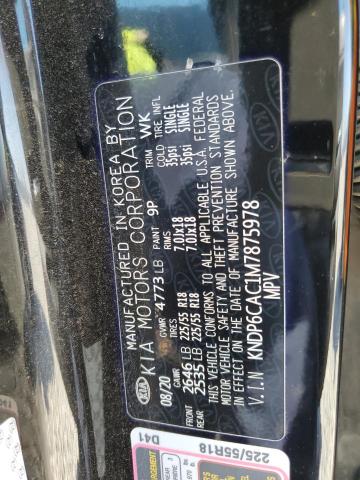 MANUFACTURED IN KOREA BY
KIA KIA MOTORS CORPORATION
08/20 GVWR 4773 LB PAINT 9P TRIM WK
GAWR TIRES RIMS COLD TIRE INFL
FRONT 2646 LB 225/55 R18 7.0JX18 35psi SINGLE
REAR 2535 LB 225/55 R18 7.0JX18 35psi SINGLE
THIS VEHICLE CONFORMS TO ALL APPLICABLE U.S.A. FEDERAL
MOTOR VEHICLE SAFETY AND THEFT PREVENTION STANDARDS
IN EFFECT ON THE DATE OF MANUFACTURE SHOWN ABOVE.
V.I.N KNDP6CAC1M7875978
MPV
D41
225/55R18